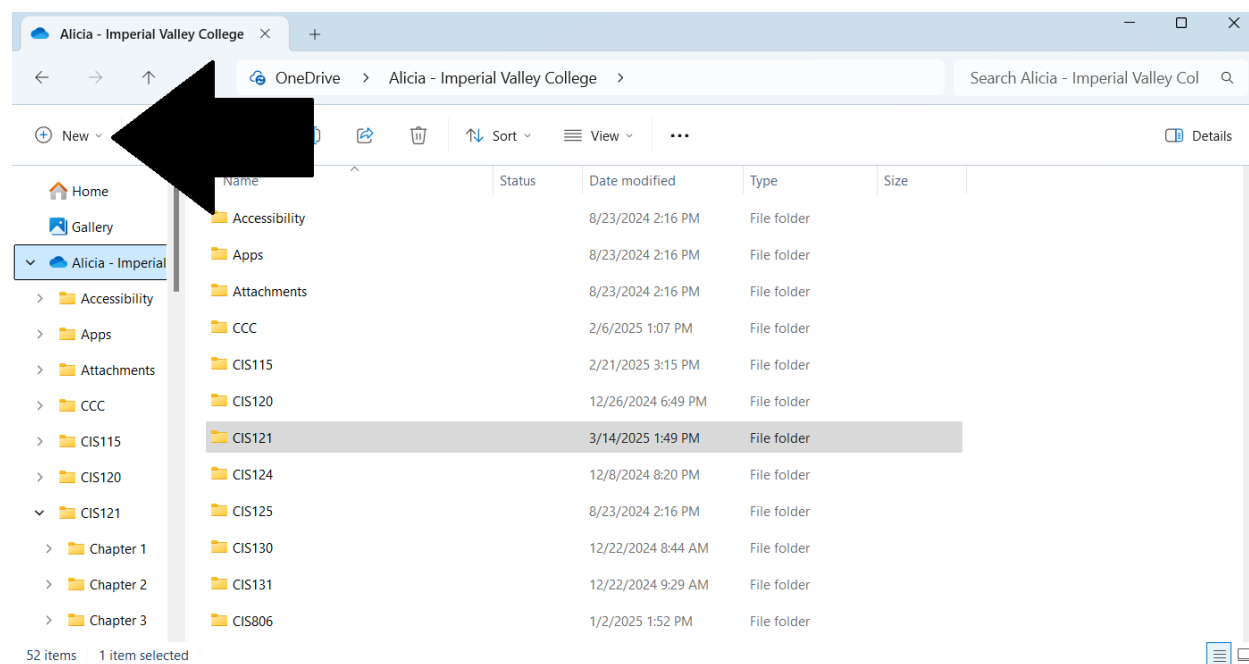 Alicia - Imperial Valley College
OneDrive > Alicia - Imperial Valley College >
Search Alicia - Imperial Valley Col
New
Sort
View
Details
Home
Gallery
Alicia - Imperial
Accessibility
Apps
Attachments
CCC
CIS115
CIS120
CIS121
Chapter 1
Chapter 2
Chapter 3
Name Status Date modified Type Size
Accessibility 8/23/2024 2:16 PM File folder
Apps 8/23/2024 2:16 PM File folder
Attachments 8/23/2024 2:16 PM File folder
CCC 2/6/2025 1:07 PM File folder
CIS115 2/21/2025 3:15 PM File folder
CIS120 12/26/2024 6:49 PM File folder
CIS121 3/14/2025 1:49 PM File folder
CIS124 12/8/2024 8:20 PM File folder
CIS125 8/23/2024 2:16 PM File folder
CIS130 12/22/2024 8:44 AM File folder
CIS131 12/22/2024 9:29 AM File folder
CIS806 1/2/2025 1:52 PM File folder
52 items 1 item selected